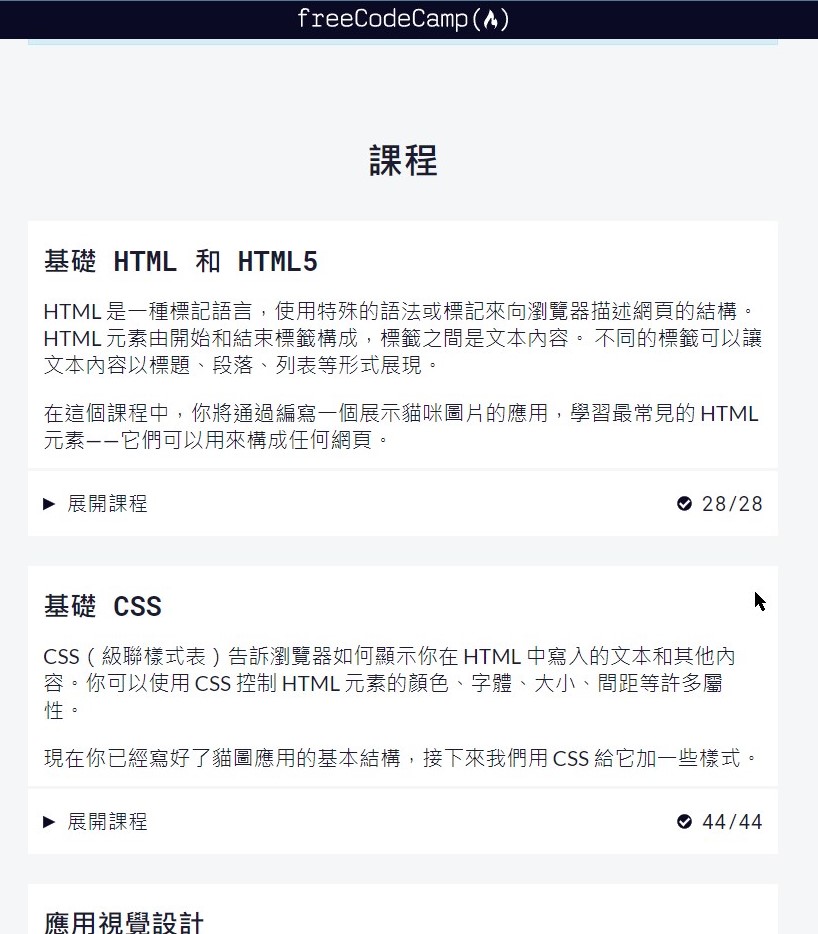 freeCodeCamp
課程
基礎 HTML 和 HTML5
HTML 是一種標記語言，使用特殊的語法或標記來向瀏覽器描述網頁的結構。
HTML 元素由開始和結束標籤構成，標籤之間是文本內容。 不同的標籤可以讓
文本內容以標題、段落、列表等形式展現。
在這個課程中，你將通過編寫一個展示貓咪圖片的應用，學習最常見的 HTML
元素——它們可以用來構成任何網頁。
展開課程 28/28
基礎 CSS
CSS（級聯樣式表）告訴瀏覽器如何顯示你在 HTML 中寫入的文本和其他內
容。你可以使用 CSS 控制 HTML 元素的顏色、字體、大小、間距等許多屬
性。
現在你已經寫好了貓圖應用的基本結構，接下來我們用 CSS 給它加一些樣式。
展開課程 44/44
應用視覺設計